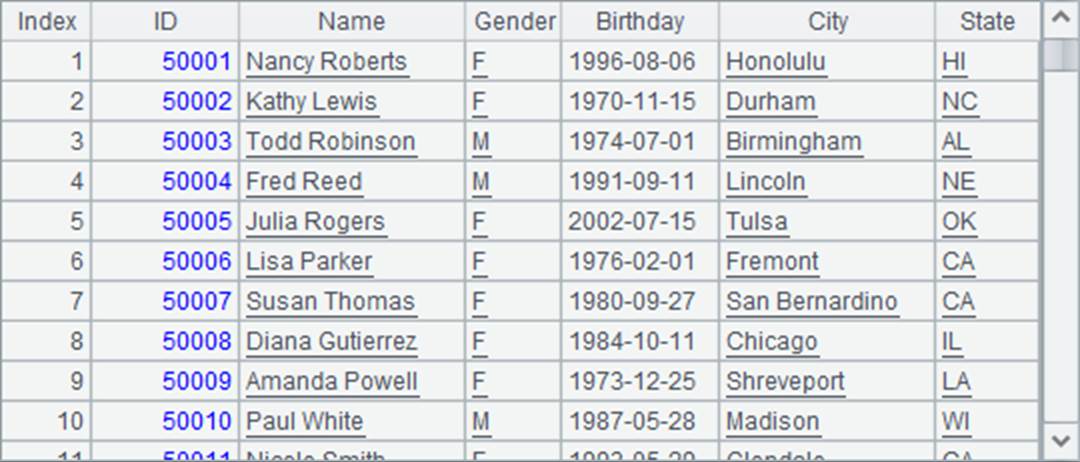 Index ID Name Gender Birthday City State
1 50001 Nancy Roberts F 1996-08-06 Honolulu HI
2 50002 Kathy Lewis F 1970-11-15 Durham NC
3 50003 Todd Robinson M 1974-07-01 Birmingham AL
4 50004 Fred Reed M 1991-09-11 Lincoln NE
5 50005 Julia Rogers F 2002-07-15 Tulsa OK
6 50006 Lisa Parker F 1976-02-01 Fremont CA
7 50007 Susan Thomas F 1980-09-27 San Bernardino CA
8 50008 Diana Gutierrez F 1984-10-11 Chicago IL
9 50009 Amanda Powell F 1973-12-25 Shreveport LA
10 50010 Paul White M 1987-05-28 Madison WI
11 50011 Nicole Smith